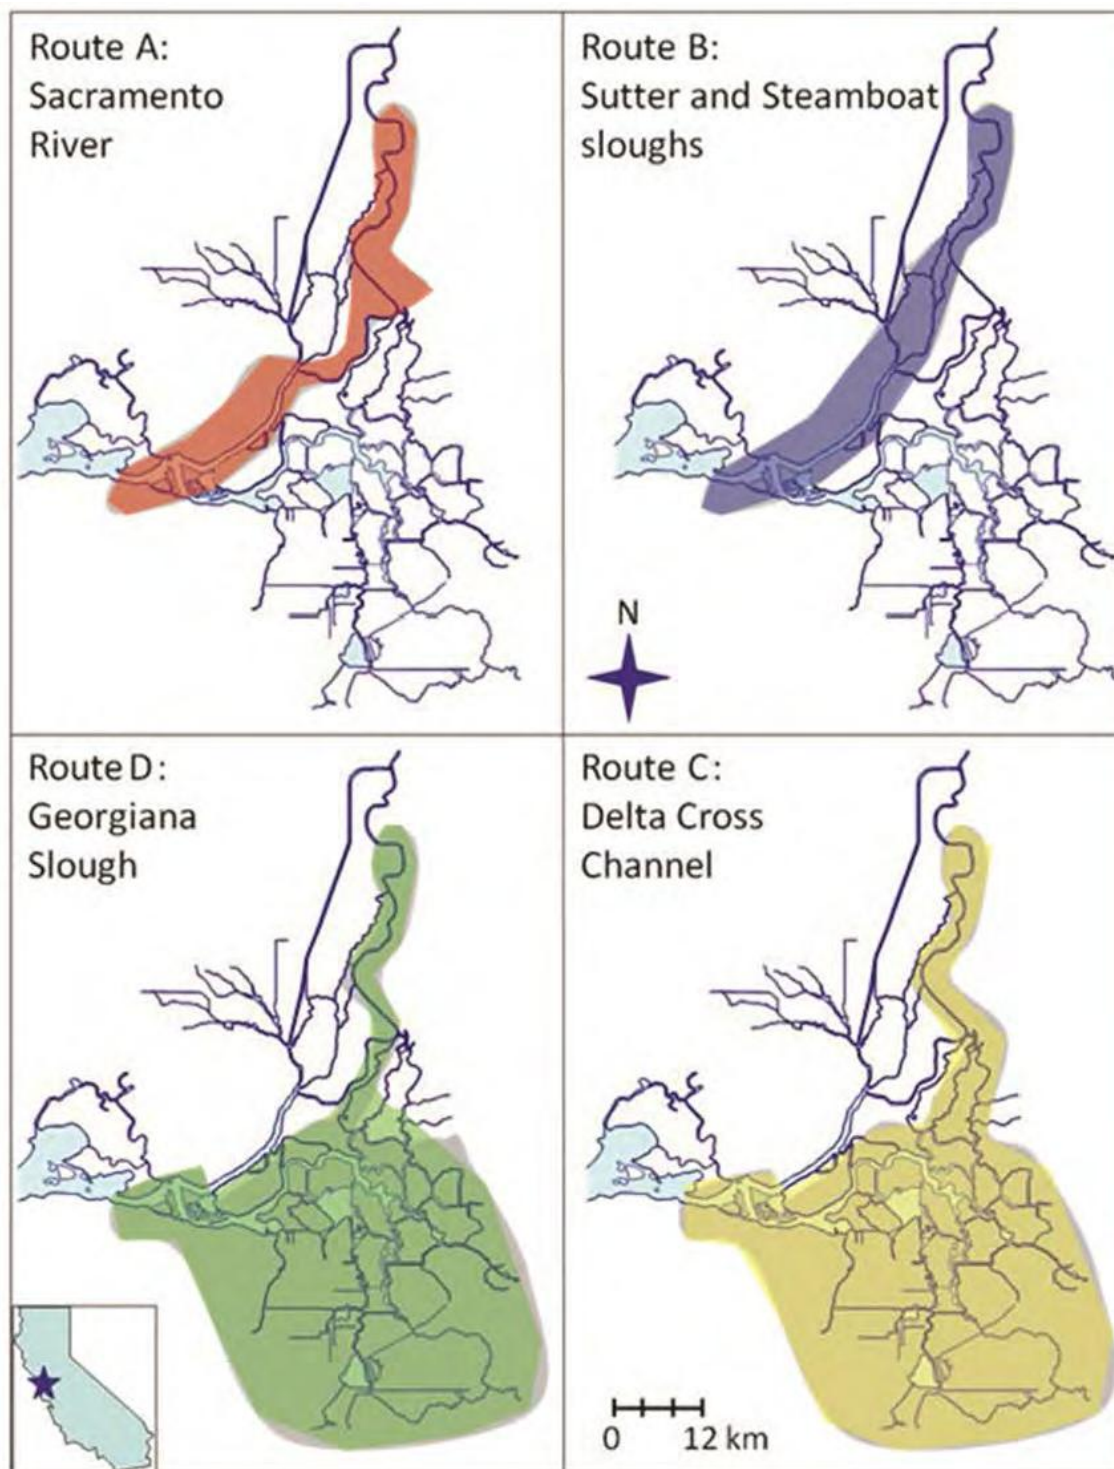 Route A:
Sacramento
River
Route B:
Sutter and Steamboat
sloughs
N
Route D:
Georgiana
Slough
Route C:
Delta Cross
Channel
0 12 km